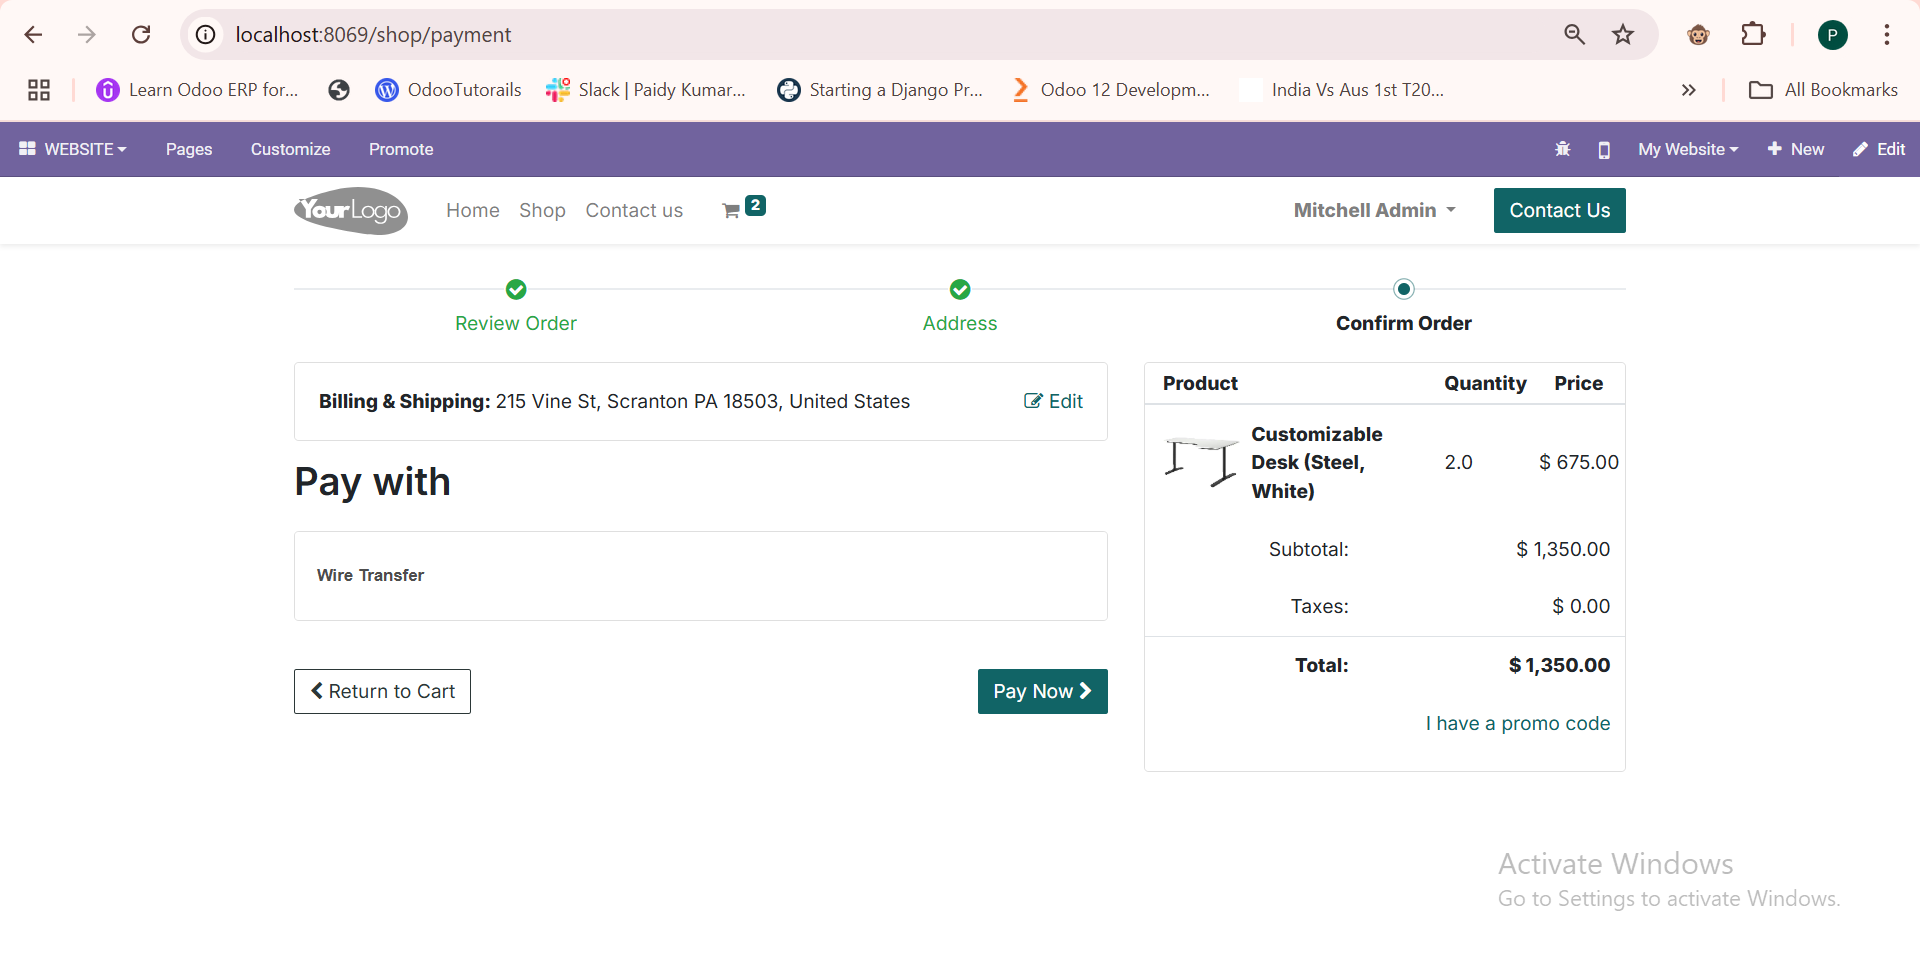 localhost:8069/shop/payment
P
Learn Odoo ERP for...
OdooTutorails
Slack | Paidy Kumar...
Starting a Django Pr...
Odoo 12 Developm...
India Vs Aus 1st T20...
All Bookmarks
WEBSITE
Pages
Customize
Promote
My Website
New
Edit
YourLogo
Home
Shop
Contact us
2
Mitchell Admin
Contact Us
Review Order
Address
Confirm Order
Billing & Shipping: 215 Vine St, Scranton PA 18503, United States
Edit
Pay with
Wire Transfer
Return to Cart
Pay Now
Product Quantity Price
Customizable
Desk (Steel,
White)
2.0
$ 675.00
Subtotal: $ 1,350.00
Taxes: $ 0.00
Total: $ 1,350.00
I have a promo code
Activate Windows
Go to Settings to activate Windows.